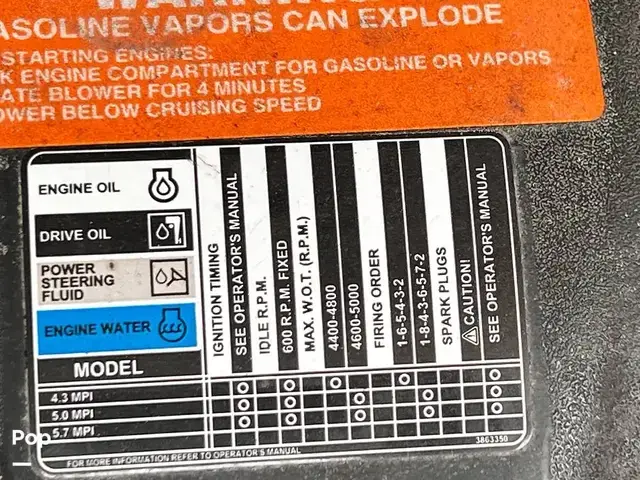 GASOLINE VAPORS CAN EXPLODE
STARTING ENGINES:
ENGINE COMPARTMENT FOR GASOLINE OR VAPORS
BLOWER FOR 4 MINUTES
BELOW CRUISING SPEED
ENGINE OIL
DRIVE OIL
POWER
STEERING
FLUID
ENGINE WATER
MODEL
IGNITION TIMING
SEE OPERATOR'S MANUAL
IDLE R.P.M.
600 R.P.M. FIXED
MAX. W.O.T. (R.P.M.)
4400-4800
4600-5000
FIRING ORDER
1-6-5-4-3-2
1-8-4-3-6-5-7-2
SPARK PLUGS
CAUTION!
SEE OPERATOR'S MANUAL
4.3 MPI
5.0 MPI
5.7 MPI
FOR MORE INFORMATION REFER TO OPERATOR'S MANUAL
3863350
Pop